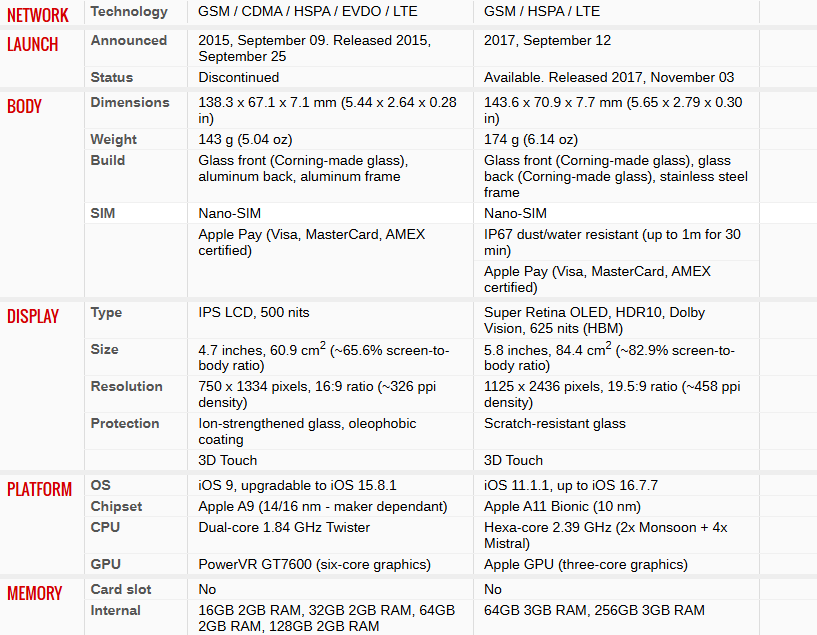 NETWORK Technology GSM / CDMA / HSPA / EVDO / LTE GSM / HSPA / LTE
LAUNCH Announced 2015, September 09. Released 2015, 2017, September 12
September 25
Status Discontinued Available. Released 2017, November 03
BODY Dimensions 138.3 x 67.1 x 7.1 mm (5.44 x 2.64 x 0.28 143.6 x 70.9 x 7.7 mm (5.65 x 2.79 x 0.30
in) in)
Weight 143 g (5.04 oz) 174 g (6.14 oz)
Build Glass front (Corning-made glass), Glass front (Corning-made glass), glass
aluminum back, aluminum frame back (Corning-made glass), stainless steel
frame
SIM Nano-SIM Nano-SIM
Apple Pay (Visa, MasterCard, AMEX IP67 dust/water resistant (up to 1m for 30
certified) min)
Apple Pay (Visa, MasterCard, AMEX
certified)
DISPLAY Type IPS LCD, 500 nits Super Retina OLED, HDR10, Dolby
Vision, 625 nits (HBM)
Size 4.7 inches, 60.9 cm2 (~65.6% screen-to- 5.8 inches, 84.4 cm2 (~82.9% screen-to-
body ratio) body ratio)
Resolution 750 x 1334 pixels, 16:9 ratio (~326 ppi 1125 x 2436 pixels, 19.5:9 ratio (~458 ppi
density) density)
Protection Ion-strengthened glass, oleophobic Scratch-resistant glass
coating
3D Touch 3D Touch
PLATFORM OS iOS 9, upgradable to iOS 15.8.1 iOS 11.1.1, up to iOS 16.7.7
Chipset Apple A9 (14/16 nm - maker dependant) Apple A11 Bionic (10 nm)
CPU Dual-core 1.84 GHz Twister Hexa-core 2.39 GHz (2x Monsoon + 4x
Mistral)
GPU PowerVR GT7600 (six-core graphics) Apple GPU (three-core graphics)
MEMORY Card slot No No
Internal 16GB 2GB RAM, 32GB 2GB RAM, 64GB 64GB 3GB RAM, 256GB 3GB RAM
2GB RAM, 128GB 2GB RAM